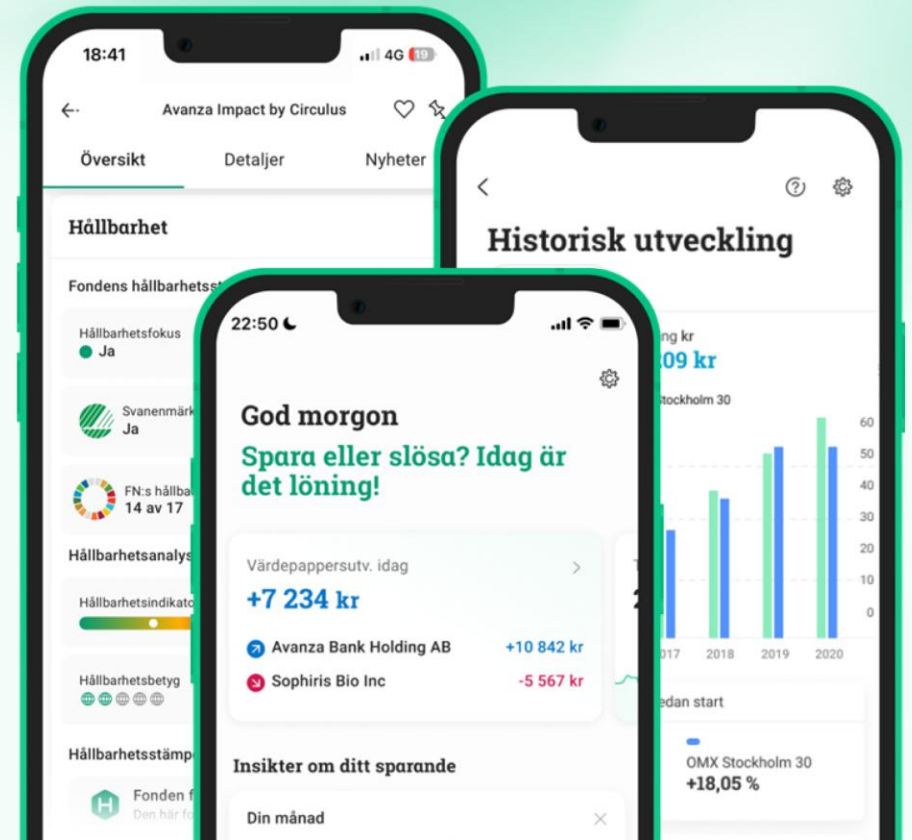 18:41
4G 19
Avanza Impact by Circulus
Översikt
Detaljer
Nyheter
Hållbarhet
Fondens hållbarhetsst
Hållbarhetsfokus
Ja
Svanenmärk
Ja
FN:s hållba
14 av 17
Hållbarhetsanalys
Hållbarhetsindikato
Hållbarhetsbetyg
Hållbarhetsstämp
H
Fonden f
Den här fo
22:50
God morgon
Spara eller slösa? Idag är
det löning!
Värdepappersutv. idag
+7 234 kr
Avanza Bank Holding AB
+10 842 kr
Sophiris Bio Inc
-5 567 kr
Insikter om ditt sparande
Din månad
Historisk utveckling
ng kr
09 kr
Stockholm 30
60
50
40
30
20
10
0
017
2018
2019
2020
edan start
OMX Stockholm 30
+18,05 %